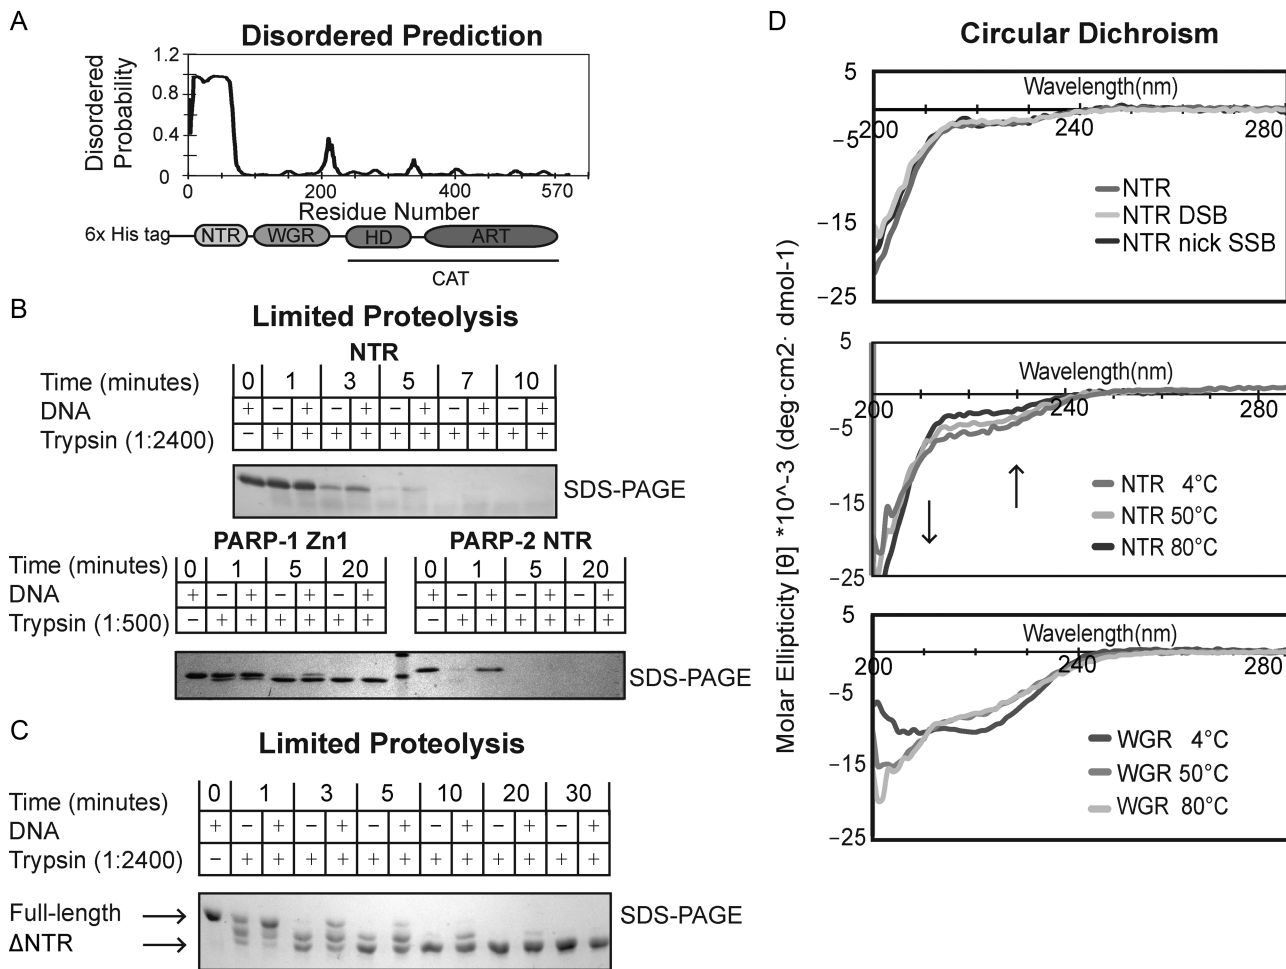 A
Disordered Prediction
Disordered
Probability
1.2
0.8
0.4
0
0 200 400 570
Residue Number
6x His tag NTR WGR HD ART
CAT
B
Limited Proteolysis
NTR
Time (minutes) 0 1 3 5 7 10
DNA + − + − + − + − + − +
Trypsin (1:2400) − + + + + + + + + + +
SDS-PAGE
PARP-1 Zn1 PARP-2 NTR
Time (minutes) 0 1 5 20 0 1 5 20
DNA + − + − + − + + − + − + − +
Trypsin (1:500) − + + + + + + − + + + + + +
SDS-PAGE
C
Limited Proteolysis
Time (minutes) 0 1 3 5 10 20 30
DNA + − + − + − + − + − + − +
Trypsin (1:2400) − + + + + + + + + + + + +
Full-length
ΔNTR
SDS-PAGE
D
Circular Dichroism
Molar Ellipticity [θ] *10^-3 (deg·cm2· dmol-1)
5
Wavelength(nm)
200 240 280
−5
−15
−25
NTR
NTR DSB
NTR nick SSB
5
Wavelength(nm)
200 240 280
−5
−15
−25
NTR 4°C
NTR 50°C
NTR 80°C
5
Wavelength(nm)
200 240 280
−5
−15
−25
WGR 4°C
WGR 50°C
WGR 80°C